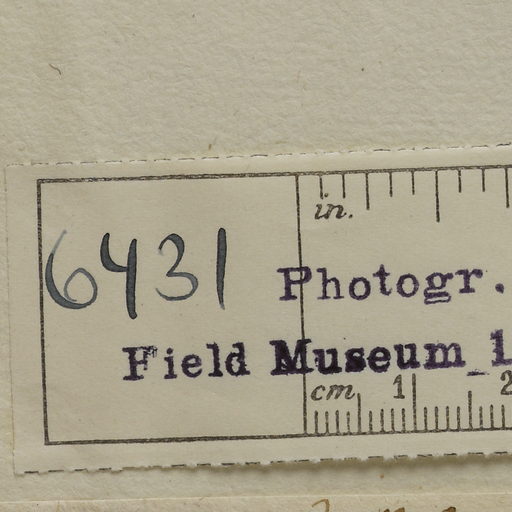 in.
6431
Photogr.
Field Museum 1
cm 1 2